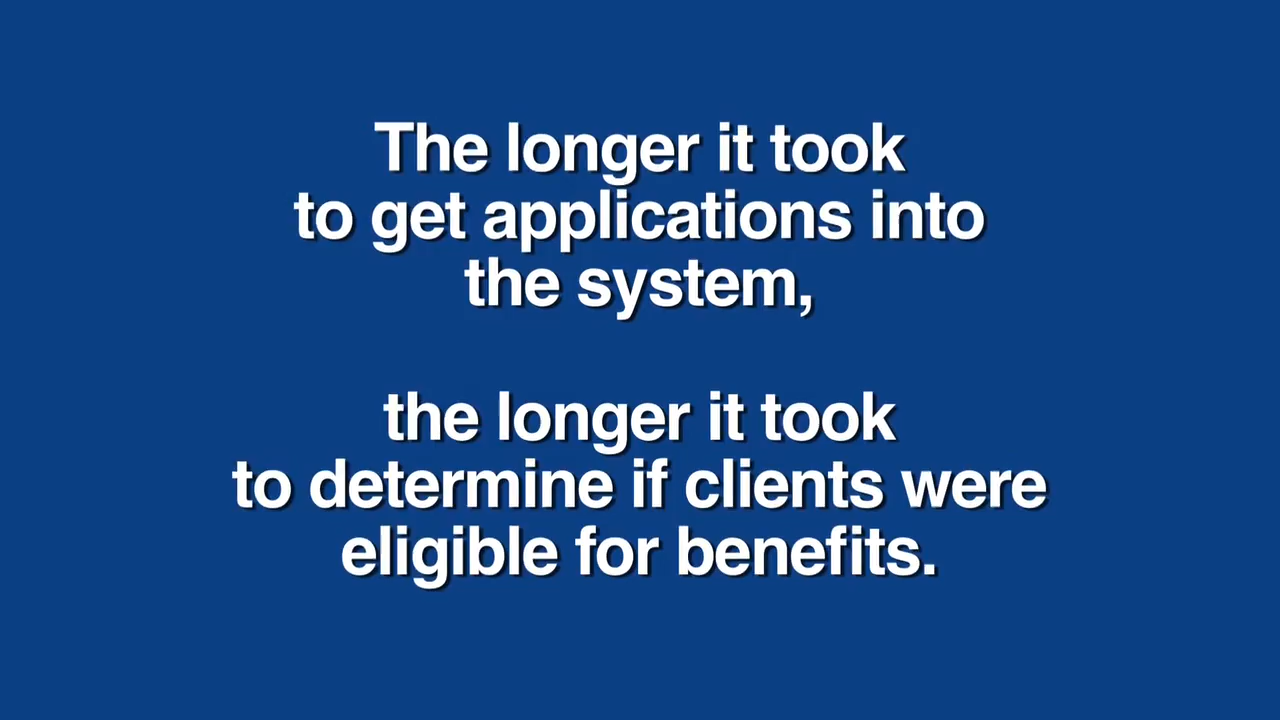 The longer it took
to get applications into
the system,
the longer it took
to determine if clients were
eligible for benefits.